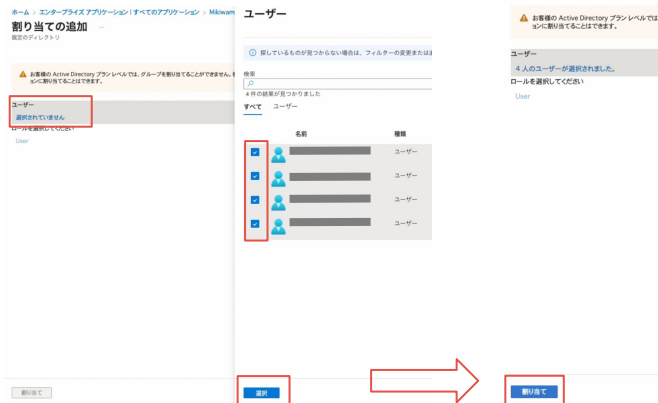 ホーム > エンタープライズ アプリケーション | すべてのアプリケーション > Mikiwam
割り当ての追加 …
既定のディレクトリ
お客様の Active Directory プラン レベルでは、グループを割り当てることができません。
ョンに割り当てることはできます。
ユーザー
選択されていません
ロールを選択してください
User
割り当て
ユーザー
探しているものが見つからない場合は、フィルターの変更または
検索
4 件の結果が見つかりました
すべて ユーザー
名前 種類
ユーザー
ユーザー
ユーザー
ユーザー
選択
お客様の Active Directory プラン レベルでは
ョンに割り当てることはできます。
ユーザー
4 人のユーザーが選択されました。
ロールを選択してください
User
割り当て